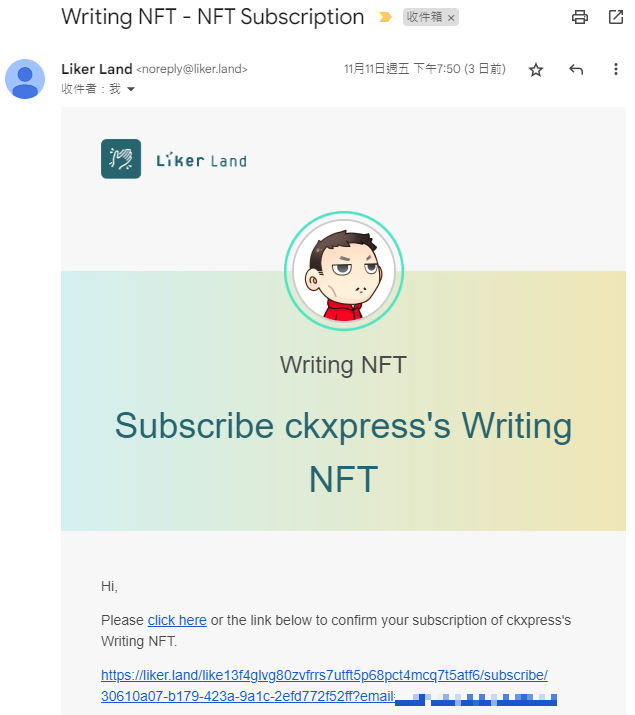 Writing NFT - NFT Subscription 收件箱 ×
Liker Land <noreply@liker.land> 11月11日週五 下午7:50 (3 日前)
收件者：我
Liker Land
Writing NFT
Subscribe ckxpress's Writing
NFT
Hi,
Please click here or the link below to confirm your subscription of ckxpress's
Writing NFT.
https://liker.land/like13f4glvg80zvfrrs7utft5p68pct4mcq7t5atf6/subscribe/
30610a07-b179-423a-9a1c-2efd772f52ff?email=